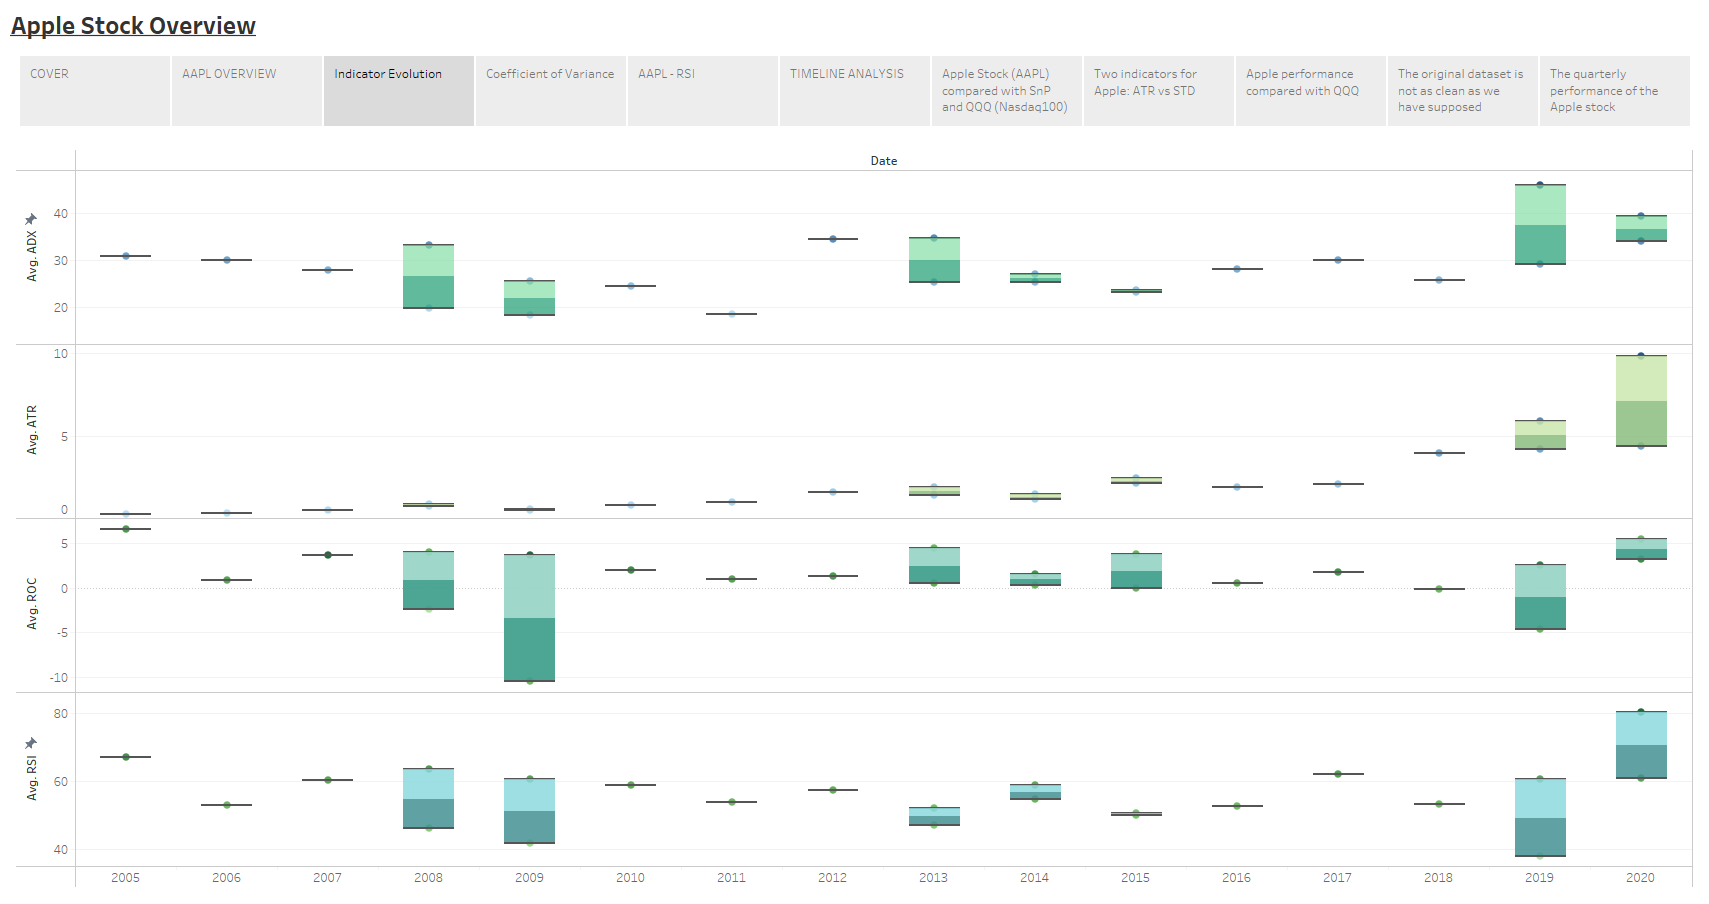 Apple Stock Overview
COVER
AAPL OVERVIEW
Indicator Evolution
Coefficient of Variance
AAPL - RSI
TIMELINE ANALYSIS
Apple Stock (AAPL)
compared with SnP
and QQQ (Nasdaq100)
Two indicators for
Apple: ATR vs STD
Apple performance
compared with QQQ
The original dataset is
not as clean as we
have supposed
The quarterly
performance of the
Apple stock
Date
Avg. ADX
40
30
20
Avg. ATR
10
5
0
Avg. ROC
5
0
-5
-10
Avg. RSI
80
60
40
2005 2006 2007 2008 2009 2010 2011 2012 2013 2014 2015 2016 2017 2018 2019 2020